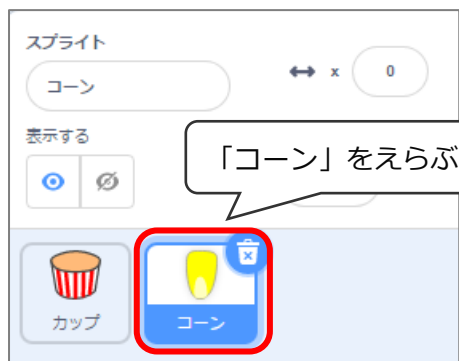 スプライト
コーン
x
0
表示する
「コーン」をえらぶ
カップ
コーン